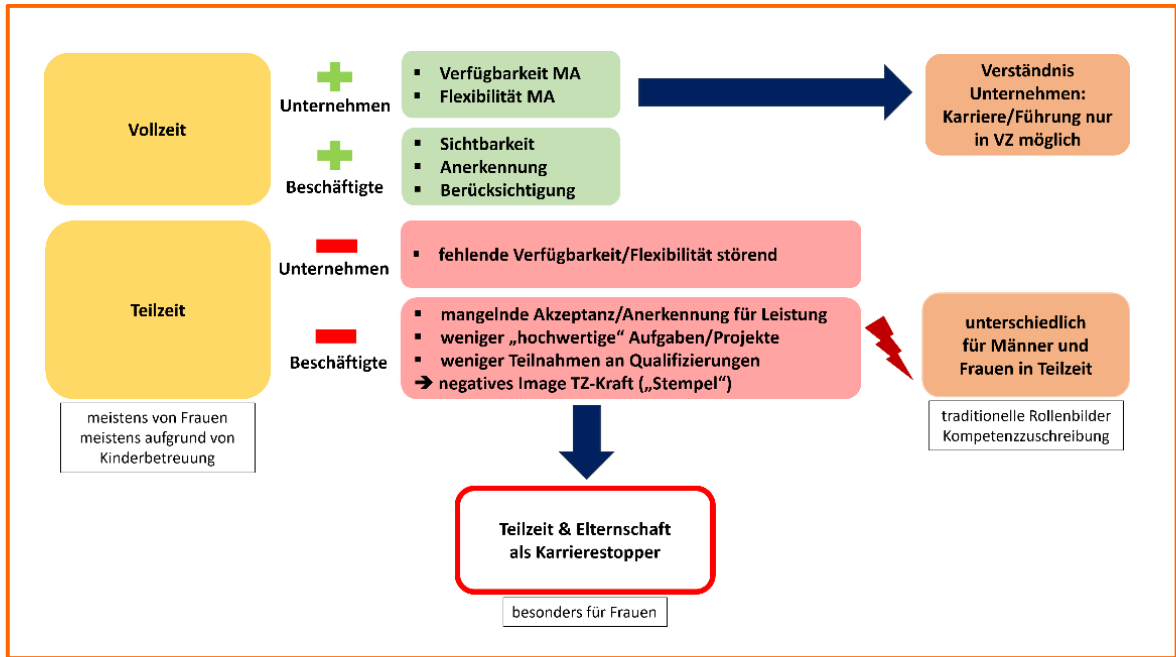 Vollzeit
Unternehmen
▪ Verfügbarkeit MA
▪ Flexibilität MA
Verständnis
Unternehmen:
Karriere/Führung nur
in VZ möglich
Beschäftigte
▪ Sichtbarkeit
▪ Anerkennung
▪ Berücksichtigung
Teilzeit
Unternehmen
▪ fehlende Verfügbarkeit/Flexibilität störend
Beschäftigte
▪ mangelnde Akzeptanz/Anerkennung für Leistung
▪ weniger „hochwertige“ Aufgaben/Projekte
▪ weniger Teilnahmen an Qualifizierungen
➔ negatives Image TZ-Kraft („Stempel“)
unterschiedlich
für Männer und
Frauen in Teilzeit
meistens von Frauen
meistens aufgrund von
Kinderbetreuung
traditionelle Rollenbilder
Kompetenzzuschreibung
Teilzeit & Elternschaft
als Karrierestopper
besonders für Frauen